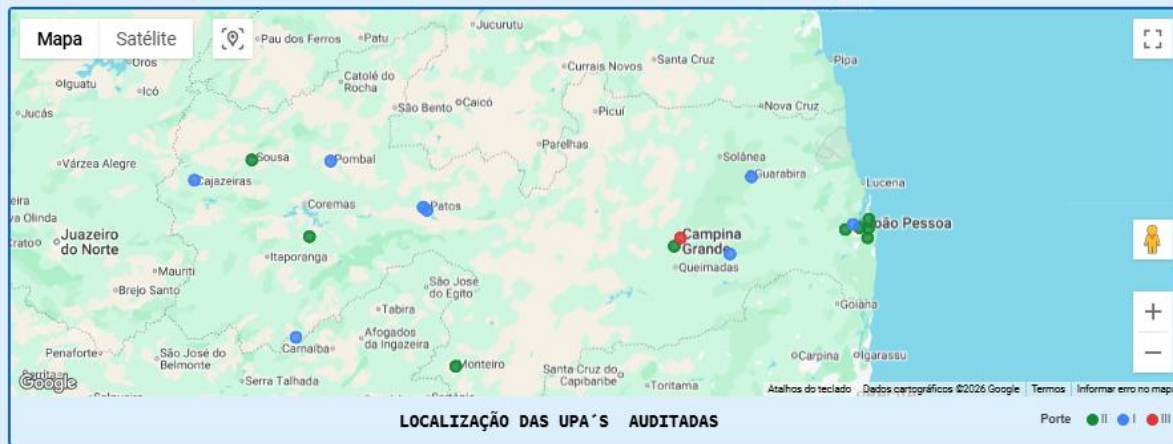 Mapa
Satélite
Jucurutu
Pau dos Ferros
Patu
Orós
Iguatu
Icó
Catolé do
Rocha
Currais Novos
Santa Cruz
Pipa
São Bento
Caicó
Jucás
Picuí
Nova Cruz
Parelhas
Várzea Alegre
Sousa
Pombal
Solânea
Cajazeiras
Guarabira
Lucena
eira
va Olinda
Crato
Juazeiro
do Norte
Coremas
Patos
João Pessoa
Campina
Grande
Itaporanga
Queimadas
Mauriti
Brejo Santo
São José
do Egito
Tabira
Goiana
Afogados
da Ingazeira
Carnaíba
Penaforte
São José do
Belmonte
Monteiro
Carpina
Igarassu
Serra Talhada
Santa Cruz do
Capibaribe
Toritama
Google
Atalhos do teclado
Dados cartográficos ©2026 Google
Termos
Informar erro no mapa
LOCALIZAÇÃO DAS UPA´S AUDITADAS
Porte
II
I
III